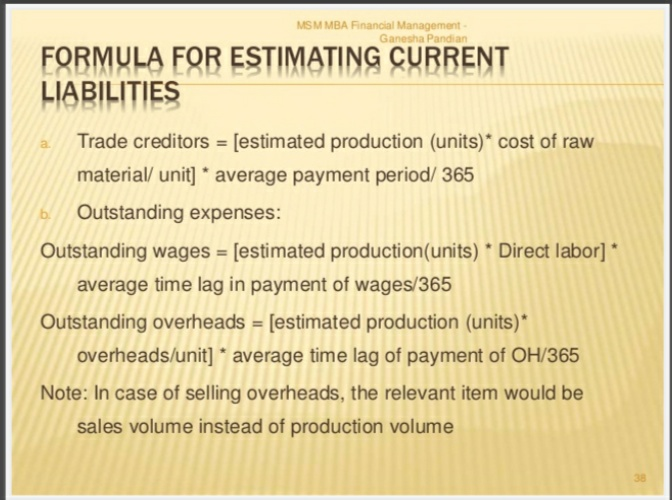 MSM MBA Financial Management -
Ganesha Pandian
FORMULA FOR ESTIMATING CURRENT
LIABILITIES
a. Trade creditors = [estimated production (units)* cost of raw
material/ unit] * average payment period/ 365
b. Outstanding expenses:
Outstanding wages = [estimated production(units) * Direct labor] *
average time lag in payment of wages/365
Outstanding overheads = [estimated production (units)*
overheads/unit] * average time lag of payment of OH/365
Note: In case of selling overheads, the relevant item would be
sales volume instead of production volume
38